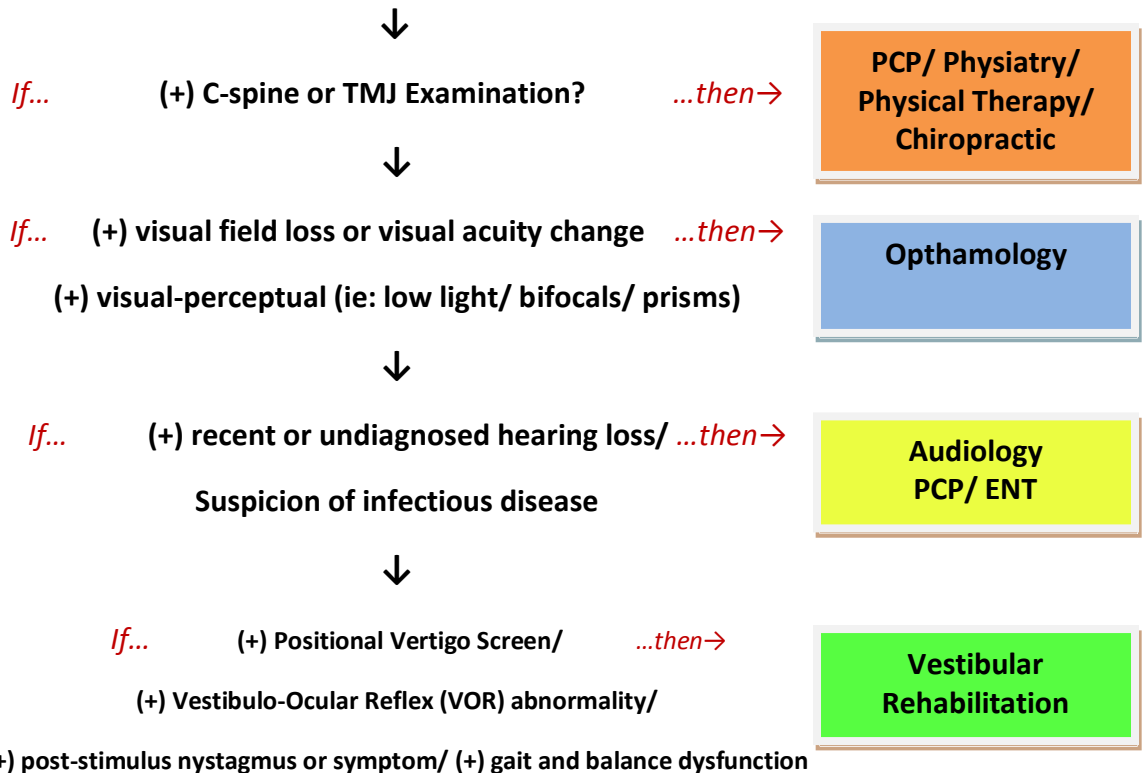 ↓
If... (+) C-spine or TMJ Examination? ...then→
PCP/ Physiatry/
Physical Therapy/
Chiropractic
↓
If... (+) visual field loss or visual acuity change ...then→
(+) visual-perceptual (ie: low light/ bifocals/ prisms)
Opthamology
↓
If... (+) recent or undiagnosed hearing loss/ ...then→
Suspicion of infectious disease
Audiology
PCP/ ENT
↓
If... (+) Positional Vertigo Screen/ ...then→
(+) Vestibulo-Ocular Reflex (VOR) abnormality/
+) post-stimulus nystagmus or symptom/ (+) gait and balance dysfunction
Vestibular
Rehabilitation